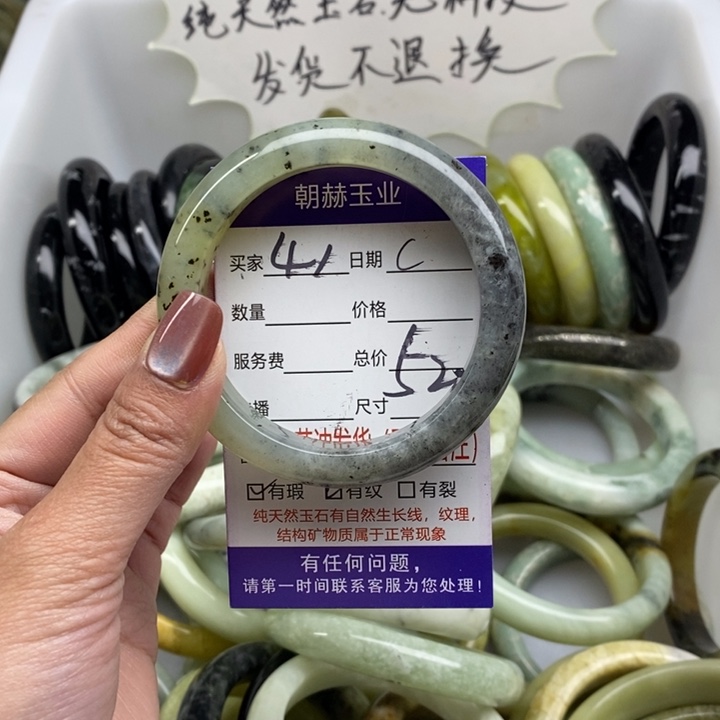 纯天然玉石无
发货不退换
朝赫玉业
买家 41 日期 C
数量 价格
服务费 总价 52
播 尺寸
有瑕 有纹 有裂
纯天然玉石有自然生长线，纹理，
结构矿物质属于正常现象
有任何问题，
请第一时间联系客服为您处理！